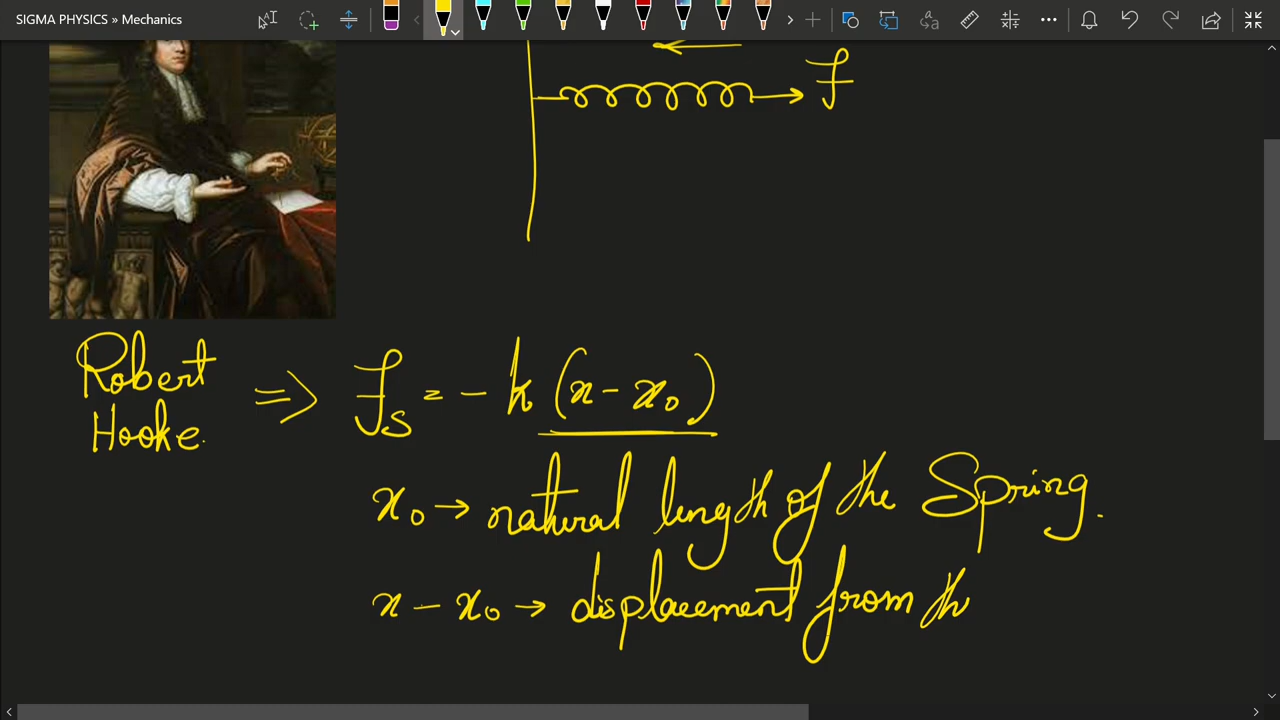 SIGMA PHYSICS » Mechanics
F
Robert
Hooke.
⇒ Fs = - k (x - x₀)
x₀ → natural length of the Spring.
x - x₀ → displacement from th